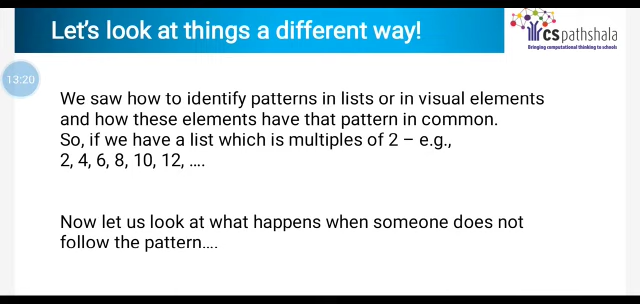 Let's look at things a different way!
CSpathshala
Bringing computational thinking to schools
13:20
We saw how to identify patterns in lists or in visual elements
and how these elements have that pattern in common.
So, if we have a list which is multiples of 2 – e.g.,
2, 4, 6, 8, 10, 12, ....
Now let us look at what happens when someone does not
follow the pattern....